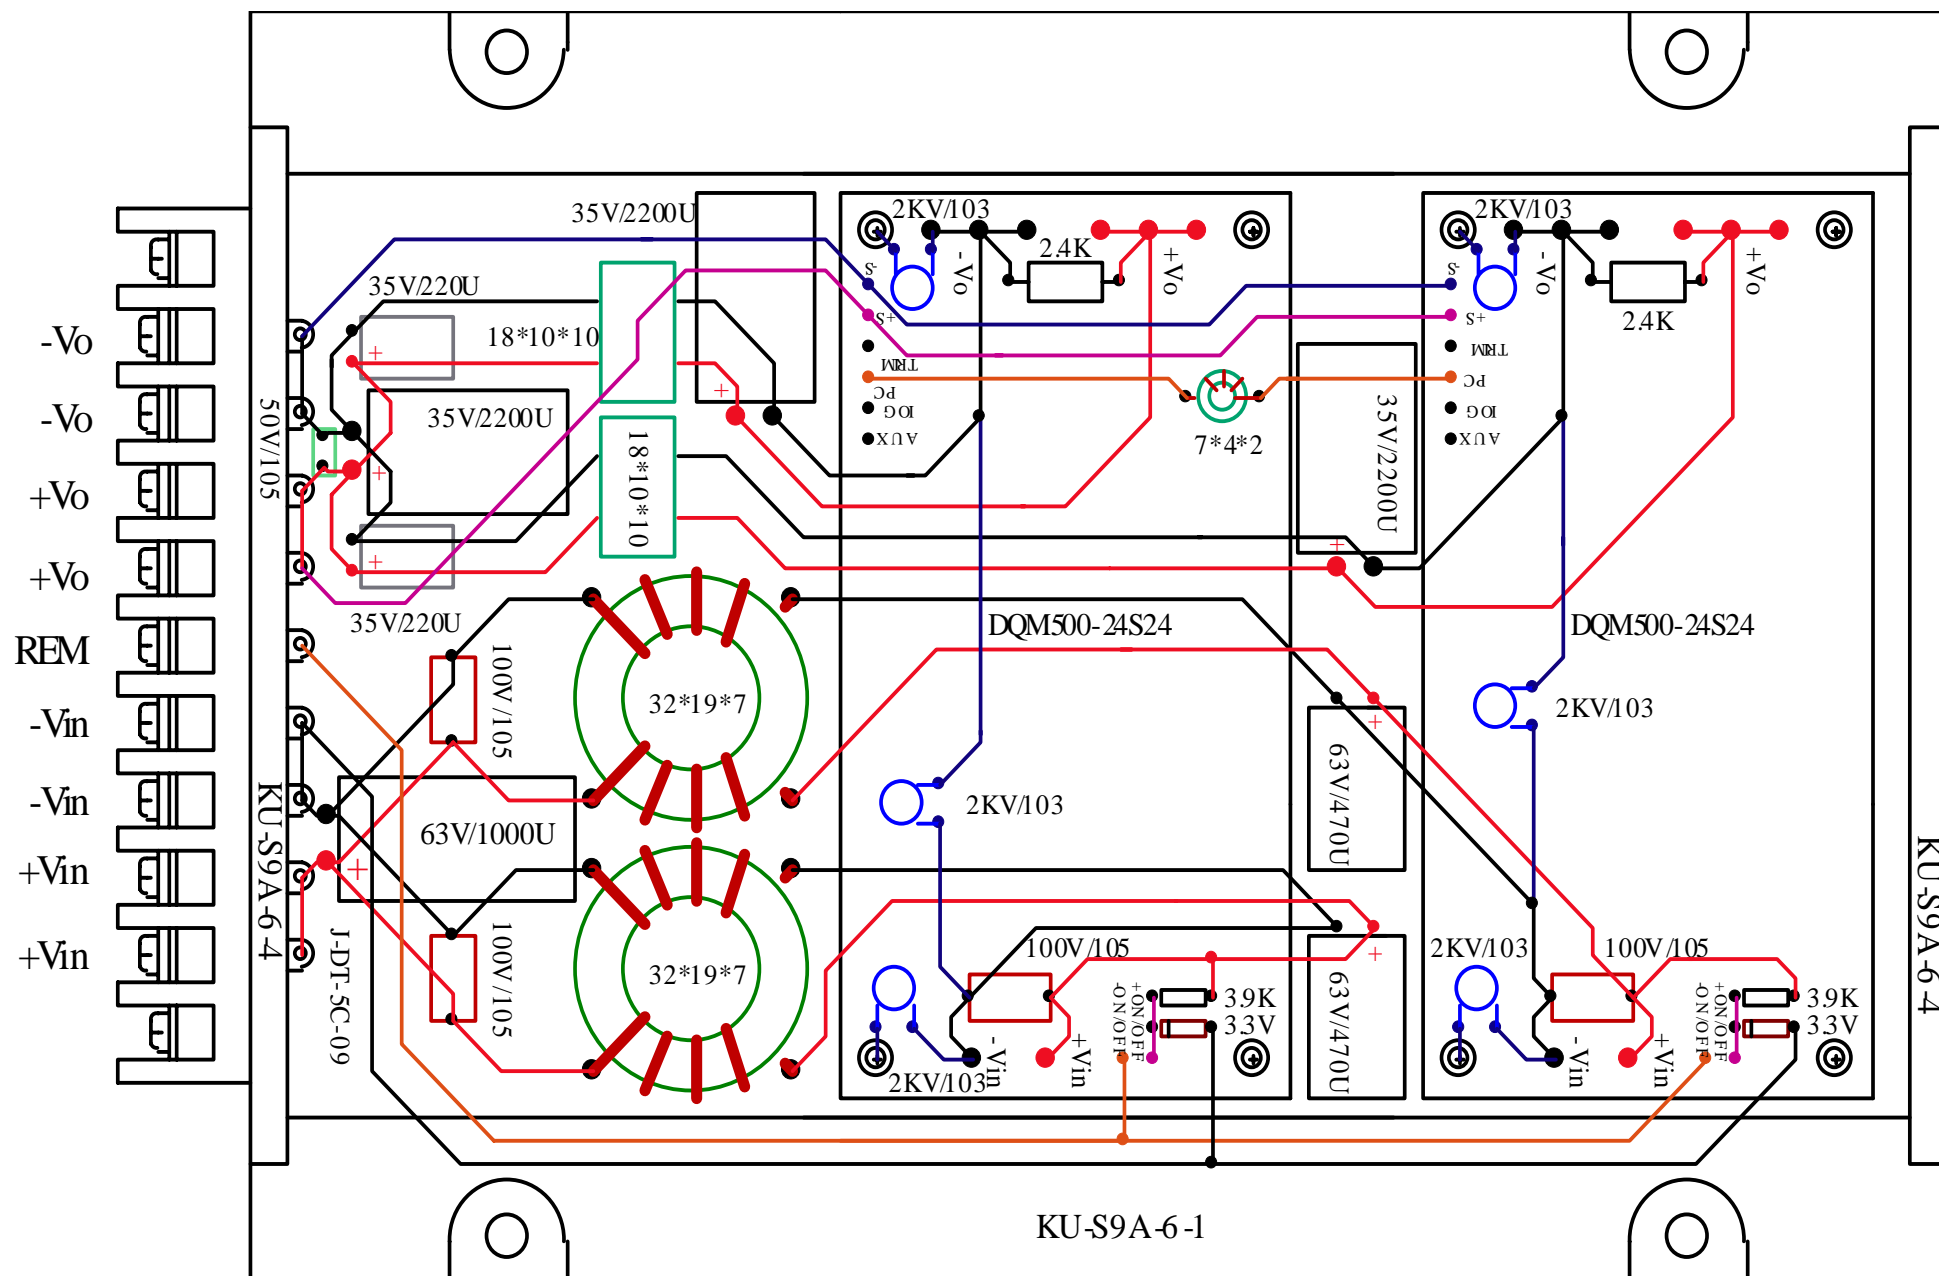 -Vo
-Vo
+Vo
+Vo
REM
-Vin
-Vin
+Vin
+Vin
50V/105
KU-S9A-6-4
J-DT-5C-09
35V/2200U
35V/220U
18*10*10
+
35V/2200U
+
+
18*10*10
+
35V/220U
100V/105
32*19*7
63V/1000U
+
100V/105
32*19*7
2KV/103
-Vo
2.4K
+Vo
-S
+S
TRM
PC
IOG
AUX
7*4*2
35V/2200U
+
DQM500-24S24
2KV/103
63V/470U
+
100V/105
2KV/103
-Vin
+Vin
+ON/OFF
-ON/OFF
3.9K
3.3V
63V/470U
+
2KV/103
-Vo
2.4K
+Vo
-S
+S
TRM
PC
IOG
AUX
DQM500-24S24
2KV/103
2KV/103
100V/105
-Vin
+Vin
+ON/OFF
-ON/OFF
3.9K
3.3V
KU-S9A-6-4
KU-S9A-6-1